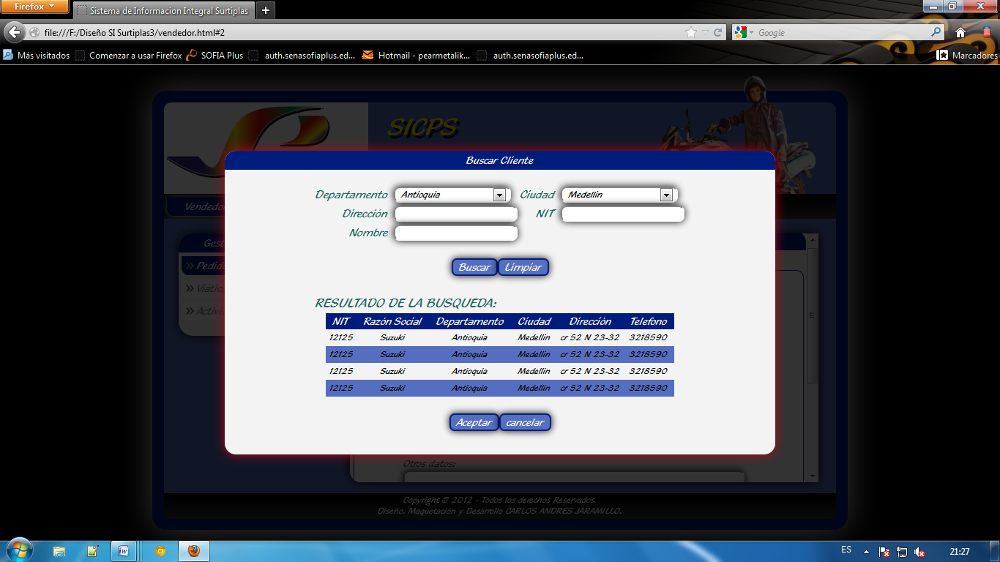 Firefox
Sistema de Informacion Integral Surtiplas
file:///F:/Diseño SI Surtiplas3/vendedor.html#2
Google
Más visitados Comenzar a usar Firefox SOFIA Plus auth.senasofiaplus.ed... Hotmail - pearmetalik... auth.senasofiaplus.ed... Marcadores
SICPS
Buscar Cliente
Departamento Antioquia Ciudad Medellin
Vendedo
Dirección NIT
Nombre
Gest
Pedid
Buscar Limpiar
Viátic
RESULTADO DE LA BUSQUEDA:
Activi
NIT Razón Social Departamento Ciudad Dirección Telefono
12125 Suzuki Antioquia Medellin cr 52 N 23-32 3218590
12125 Suzuki Antioquia Medellin cr 52 N 23-32 3218590
12125 Suzuki Antioquia Medellin cr 52 N 23-32 3218590
12125 Suzuki Antioquia Medellin cr 52 N 23-32 3218590
Aceptar cancelar
Otros datos:
Copyright © 2012 - Todos los derechos Reservados.
Diseño, Maquetación y Desarrollo CARLOS ANDRES JARAMILLO.
ES 21:27